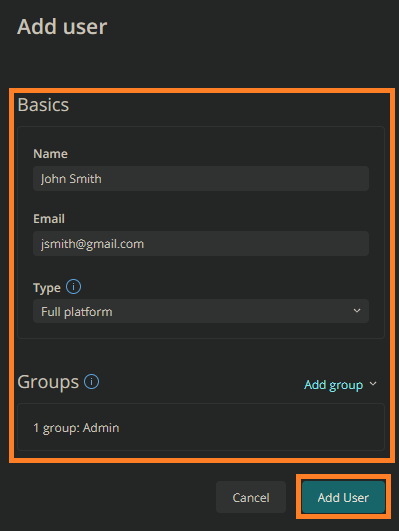 Add user
Basics
Name
John Smith
Email
jsmith@gmail.com
Type
Full platform
Groups
Add group
1 group: Admin
Cancel
Add User